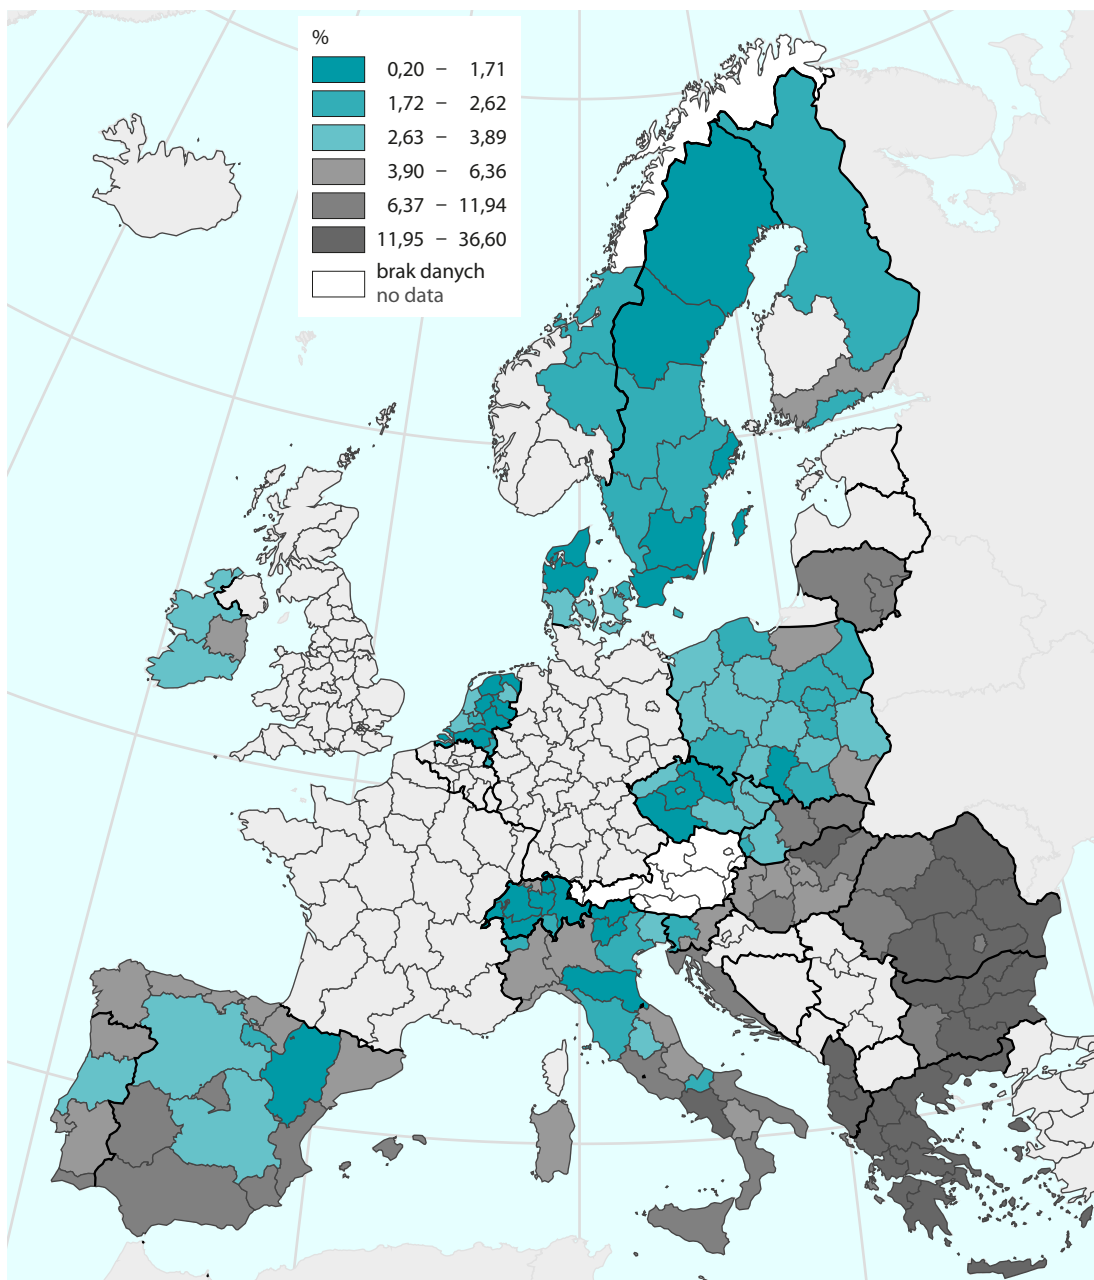 %
0,20 – 1,71
1,72 – 2,62
2,63 – 3,89
3,90 – 6,36
6,37 – 11,94
11,95 – 36,60
brak danych
no data